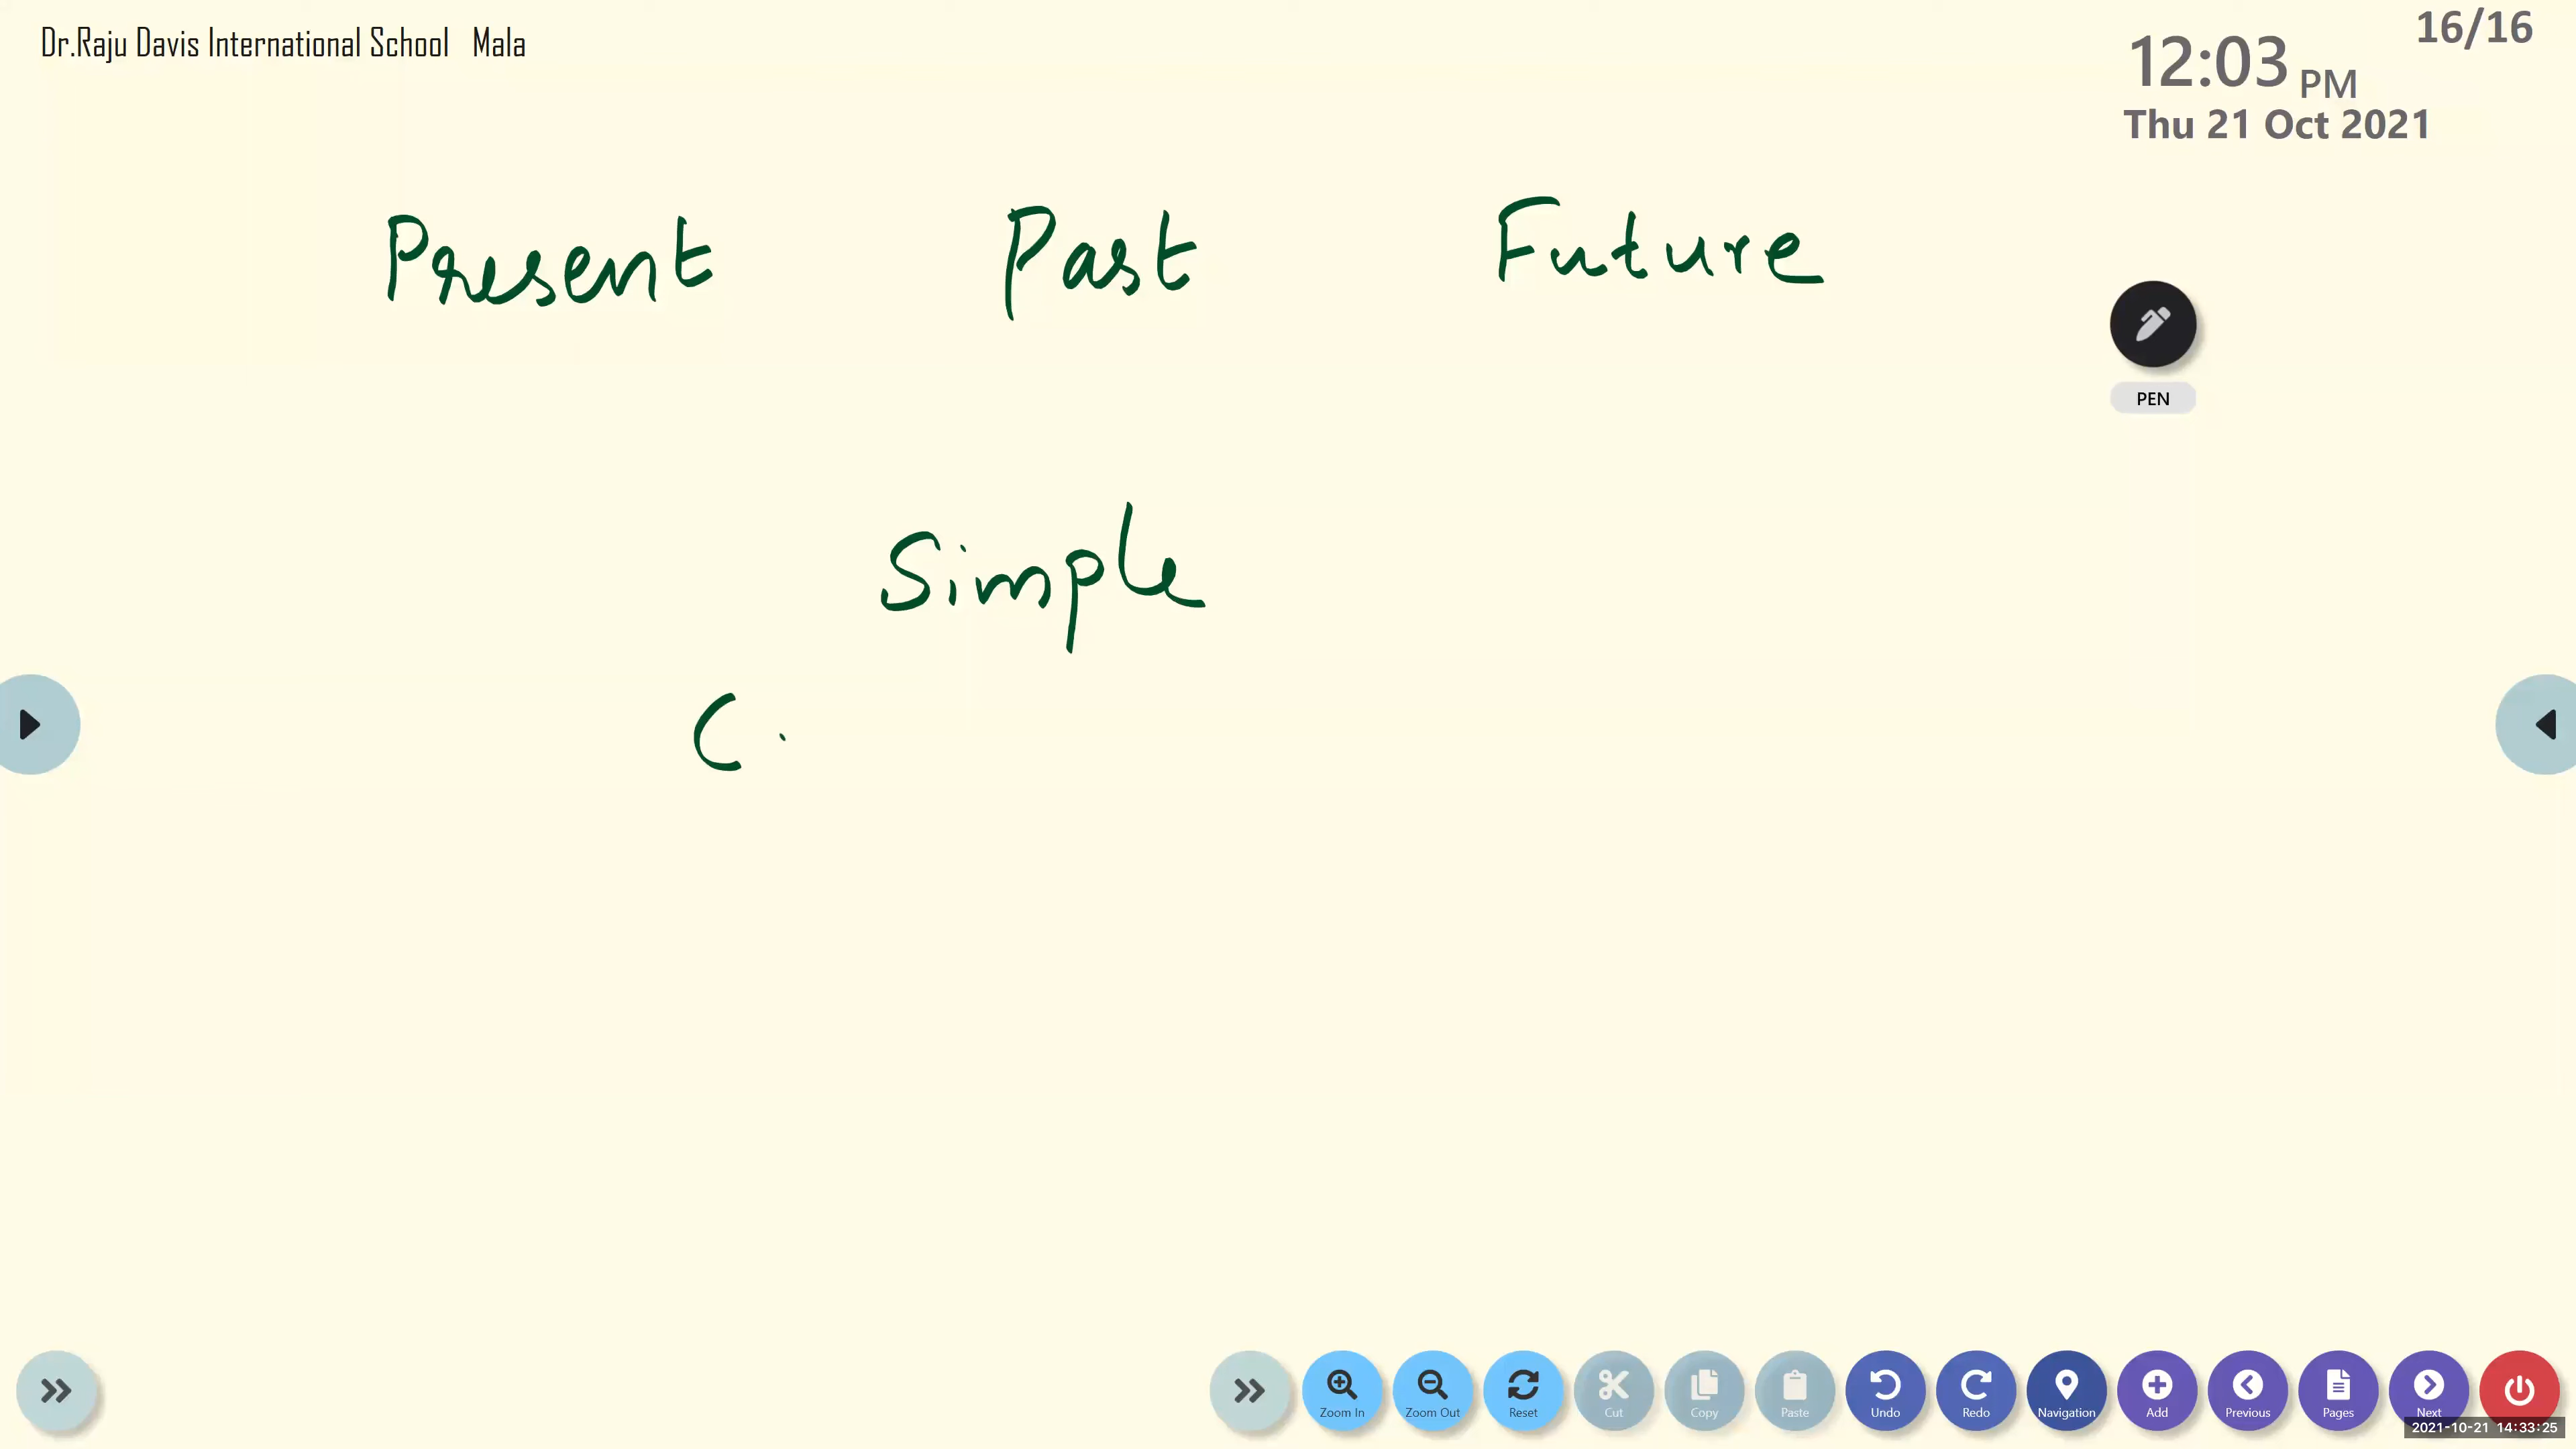 Dr.Raju Davis International School Mala
16/16
12:03 PM
Thu 21 Oct 2021
Present Past Future
PEN
Simple
C
Zoom In Zoom Out Reset Cut Copy Paste Undo Redo Navigation Add Previous Pages Next
2021-10-21 14:33:25